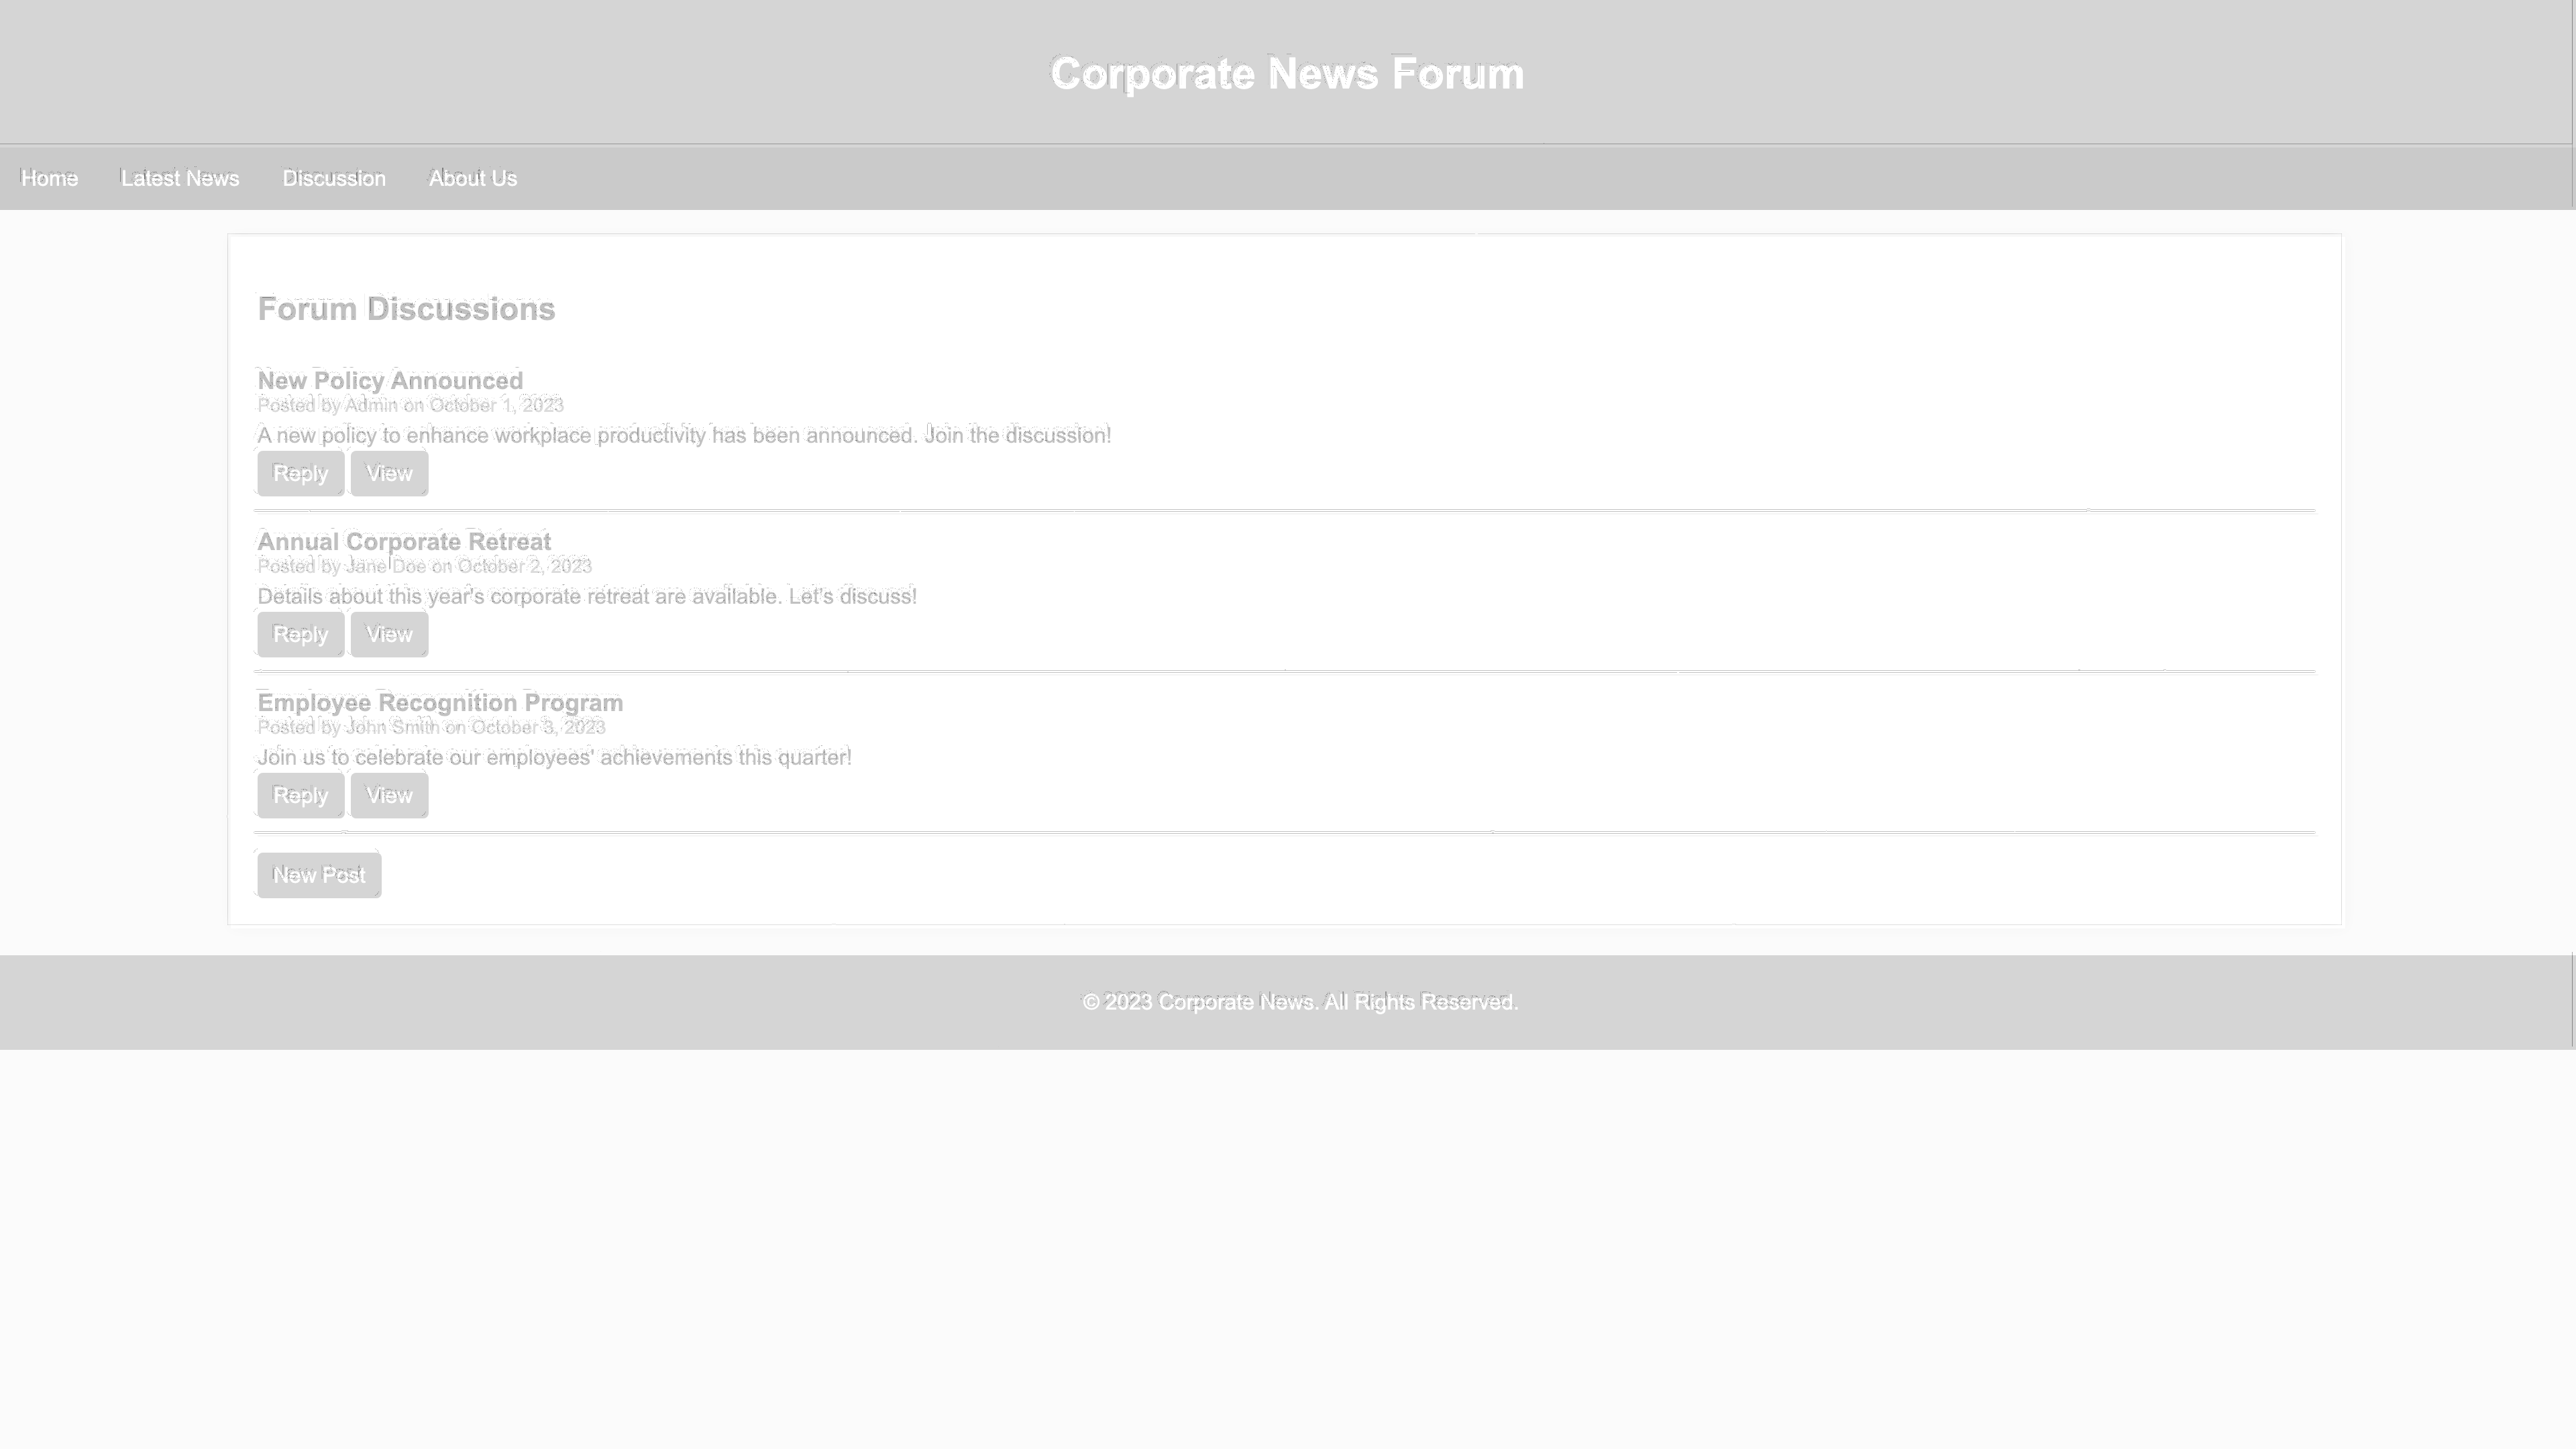 Corporate News Forum
Home Latest News Discussion About Us
Forum Discussions
New Policy Announced
Posted by Admin on October 1, 2023
A new policy to enhance workplace productivity has been announced. Join the discussion!
Reply View
Annual Corporate Retreat
Posted by Jane Doe on October 2, 2023
Details about this year's corporate retreat are available. Let's discuss!
Reply View
Employee Recognition Program
Posted by John Smith on October 3, 2023
Join us to celebrate our employees' achievements this quarter!
Reply View
New Post
© 2023 Corporate News. All Rights Reserved.